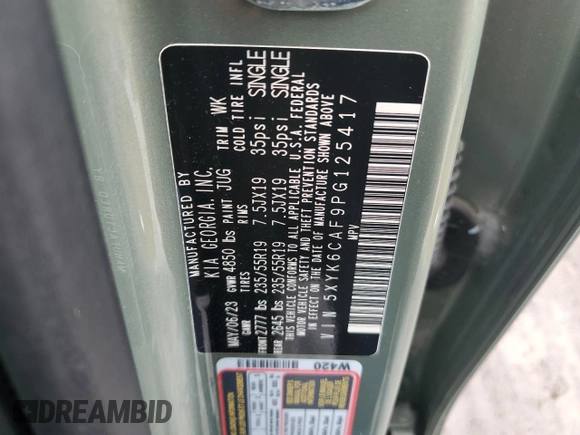 MANUFACTURED BY
KIA GEORGIA, INC.
MAY/06/23 GVWR 4850 lbs PAINT JUG TRIM WK
GAWR TIRES RIMS COLD TIRE INFL
FRONT 2777 lbs 235/55R19 7.5JX19 35psi SINGLE
REAR 2645 lbs 235/55R19 7.5JX19 35psi SINGLE
THIS VEHICLE CONFORMS TO ALL APPLICABLE U.S.A. FEDERAL
MOTOR VEHICLE SAFETY AND THEFT PREVENTION STANDARDS
IN EFFECT ON THE DATE OF MANUFACTURE SHOWN ABOVE
VIN 5XYK6CAF9PG125417
MPV
W420
DREAMBID